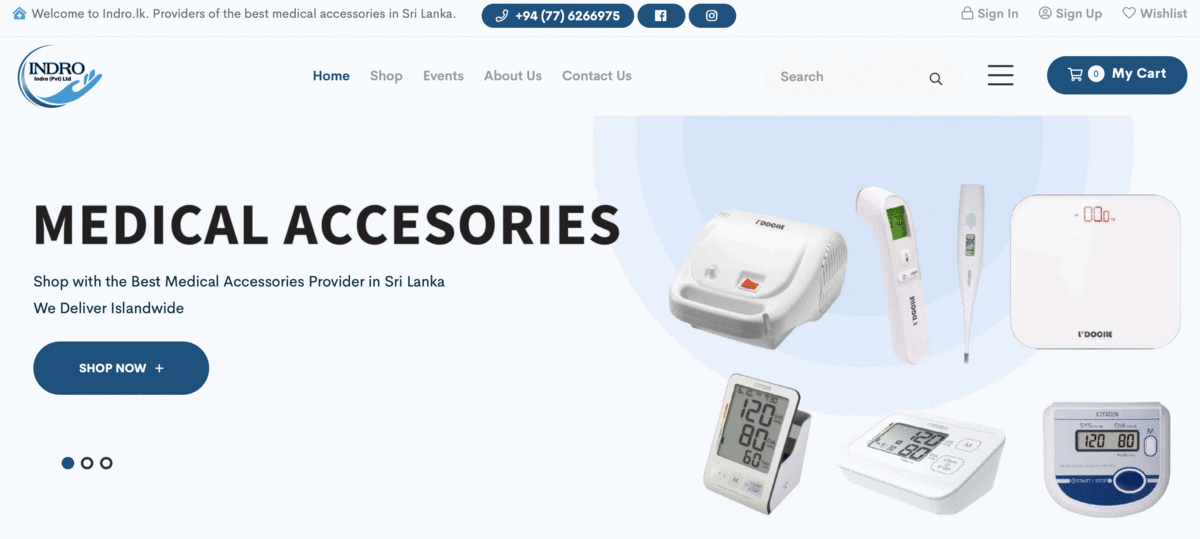 Welcome to Indro.lk. Providers of the best medical accessories in Sri Lanka.
+94 (77) 6266975
Sign In
Sign Up
Wishlist
INDRO
Indro (Pvt) Ltd
Home
Shop
Events
About Us
Contact Us
Search
0
My Cart
MEDICAL ACCESORIES
Shop with the Best Medical Accessories Provider in Sri Lanka
We Deliver Islandwide
SHOP NOW +
CITIZEN
120
80
60
CITIZEN
120
80
CITIZEN
SYS DIA
M
120 80
START / STOP